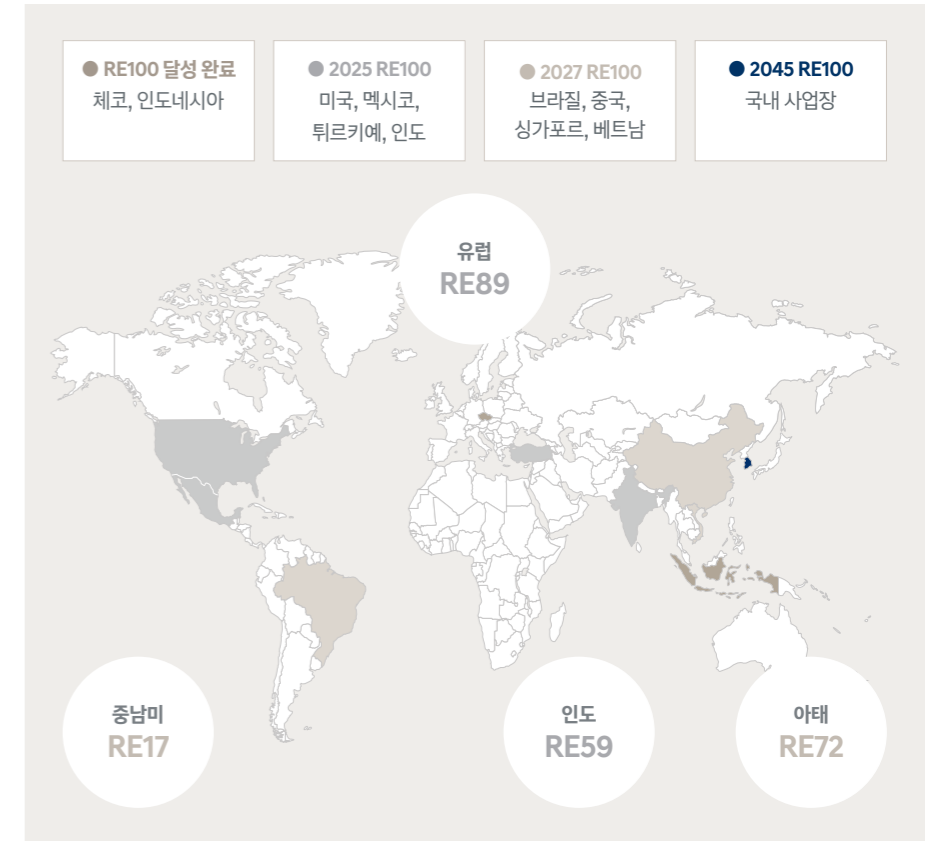 ● RE100 달성 완료
체코, 인도네시아
● 2025 RE100
미국, 멕시코,
튀르키예, 인도
● 2027 RE100
브라질, 중국,
싱가포르, 베트남
● 2045 RE100
국내 사업장
유럽
RE89
중남미
RE17
인도
RE59
아태
RE72